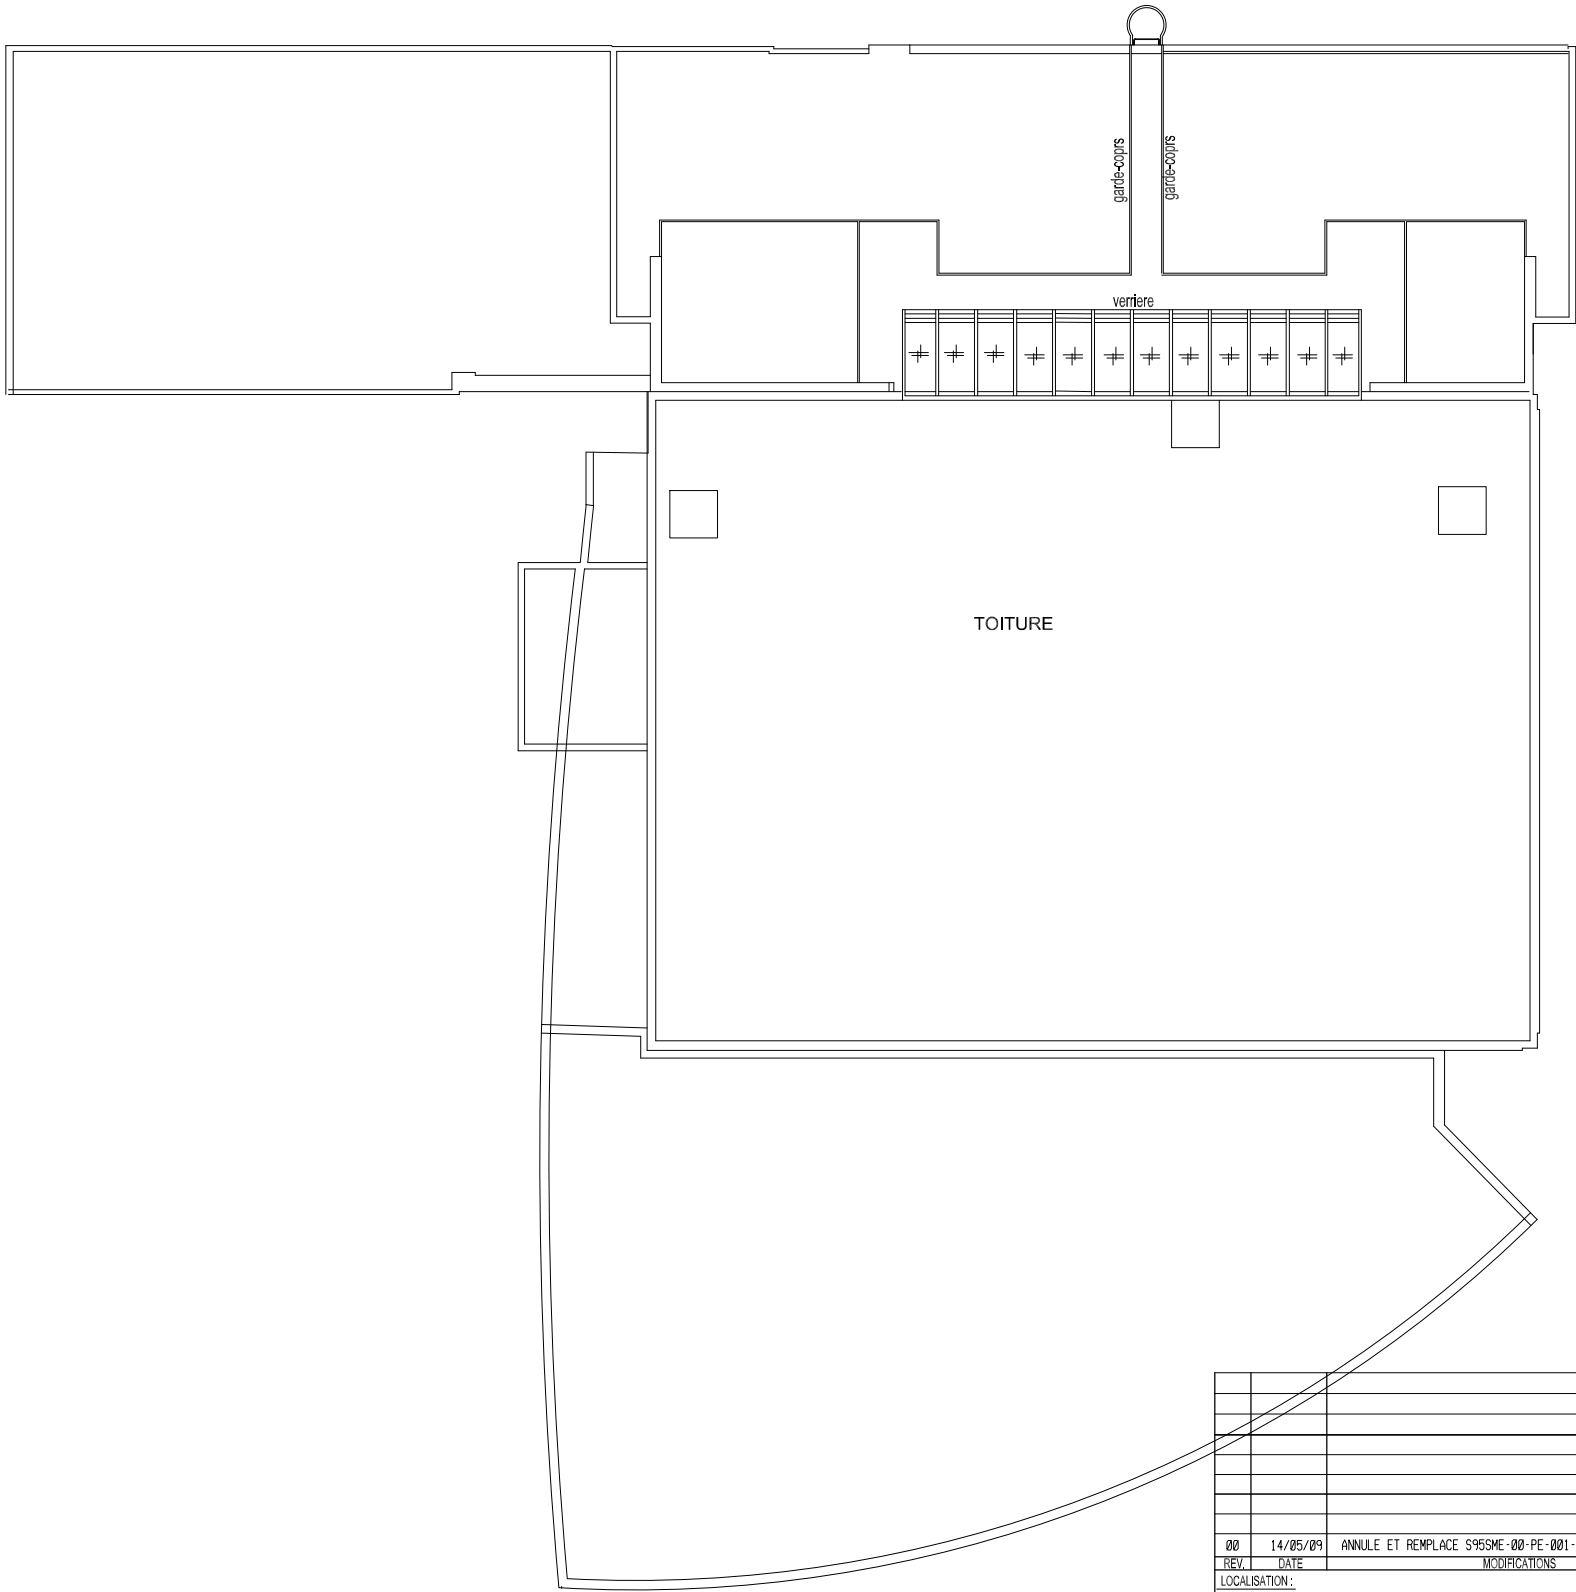 garde-coprs
garde-coprs
verriere
TOITURE
00 14/05/09 ANNULE ET REMPLACE S95SME-00-PE-001-
REV. DATE MODIFICATIONS
LOCALISATION :